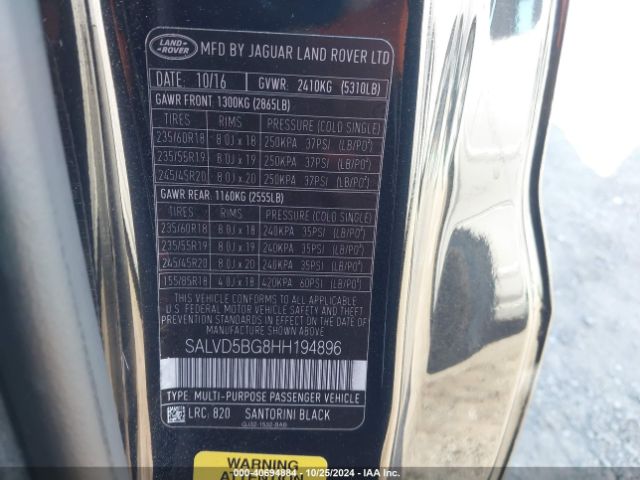 LAND ROVER MFD BY JAGUAR LAND ROVER LTD
DATE: 10/16 GVWR: 2410KG (5310LB)
GAWR FRONT 1300KG (2865LB)
TIRES RIMS PRESSURE (COLD SINGLE)
235/60R18 8.0J x 18 250KPA 37PSI (LB/PO²)
235/55R19 8.0J x 19 250KPA 37PSI (LB/PO²)
245/45R20 8.0J x 20 250KPA 37PSI (LB/PO²)
GAWR REAR 1160KG (2555LB)
TIRES RIMS PRESSURE (COLD SINGLE)
235/60R18 8.0J x 18 240KPA 35PSI (LB/PO²)
235/55R19 8.0J x 19 240KPA 35PSI (LB/PO²)
245/45R20 8.0J x 20 240KPA 35PSI (LB/PO²)
155/85R18 4.0J x 18 420KPA 60PSI (LB/PO²)
THIS VEHICLE CONFORMS TO ALL APPLICABLE
U.S. FEDERAL MOTOR VEHICLE SAFETY AND THEFT
PREVENTION STANDARDS IN EFFECT ON THE DATE
OF MANUFACTURE SHOWN ABOVE
SALVD5BG8HH194896
TYPE: MULTI-PURPOSE PASSENGER VEHICLE
LRC. 820 SANTORINI BLACK
WARNING
© 40694884 - 10/25/2024 - IAA Inc.